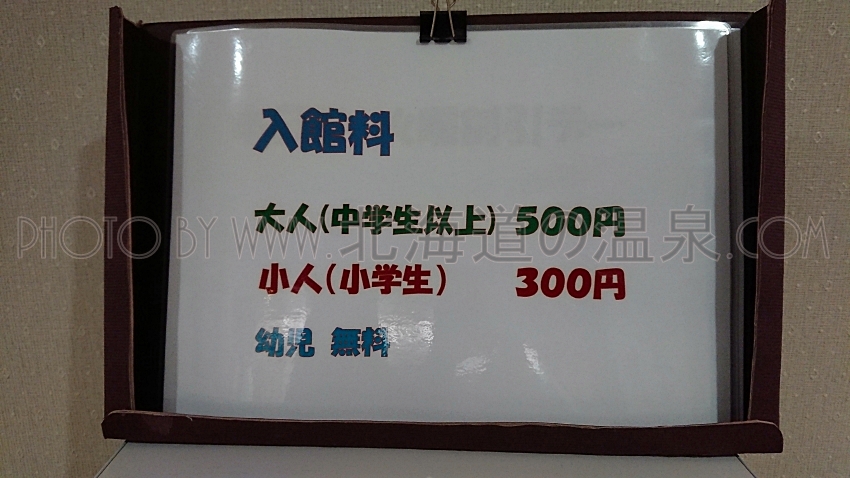 入館料
大人(中学生以上) 500円
PHOTO BY WWW.北海道の温泉.COM
小人(小学生) 300円
幼児 無料